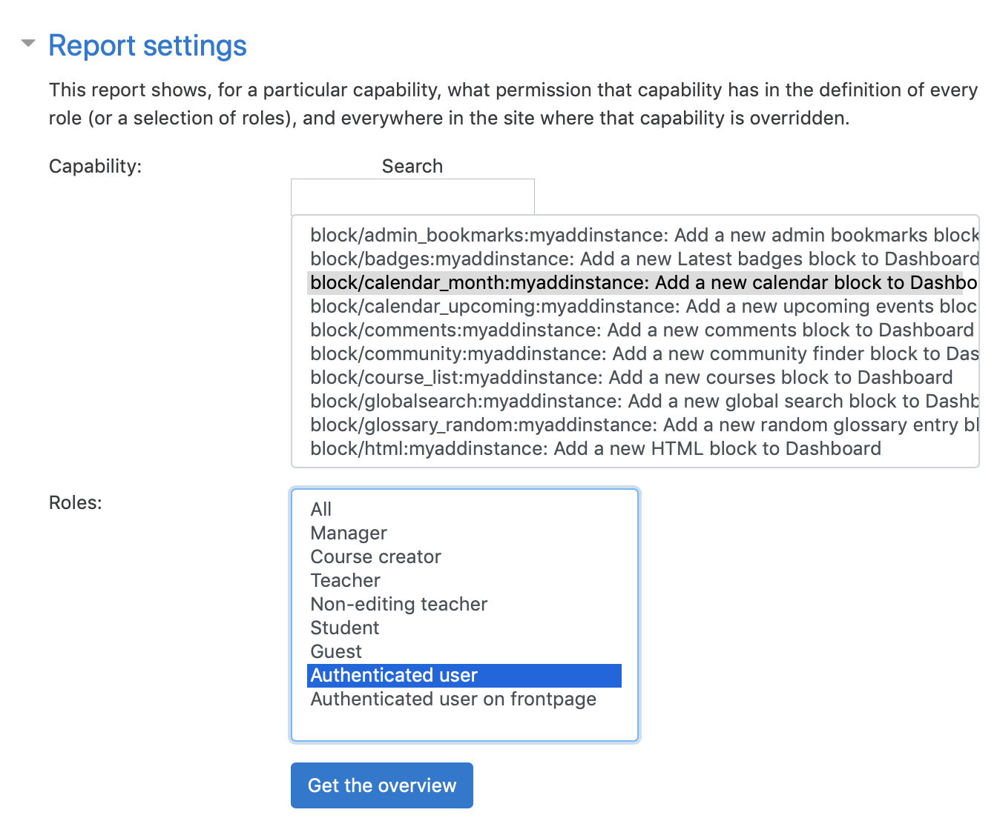 Report settings
This report shows, for a particular capability, what permission that capability has in the definition of every
role (or a selection of roles), and everywhere in the site where that capability is overridden.
Capability:
Search
block/admin_bookmarks:myaddinstance: Add a new admin bookmarks block
block/badges:myaddinstance: Add a new Latest badges block to Dashboard
block/calendar_month:myaddinstance: Add a new calendar block to Dashbo
block/calendar_upcoming:myaddinstance: Add a new upcoming events bloc
block/comments:myaddinstance: Add a new comments block to Dashboard
block/community:myaddinstance: Add a new community finder block to Das
block/course_list:myaddinstance: Add a new courses block to Dashboard
block/globalsearch:myaddinstance: Add a new global search block to Dashb
block/glossary_random:myaddinstance: Add a new random glossary entry bl
block/html:myaddinstance: Add a new HTML block to Dashboard
Roles:
All
Manager
Course creator
Teacher
Non-editing teacher
Student
Guest
Authenticated user
Authenticated user on frontpage
Get the overview